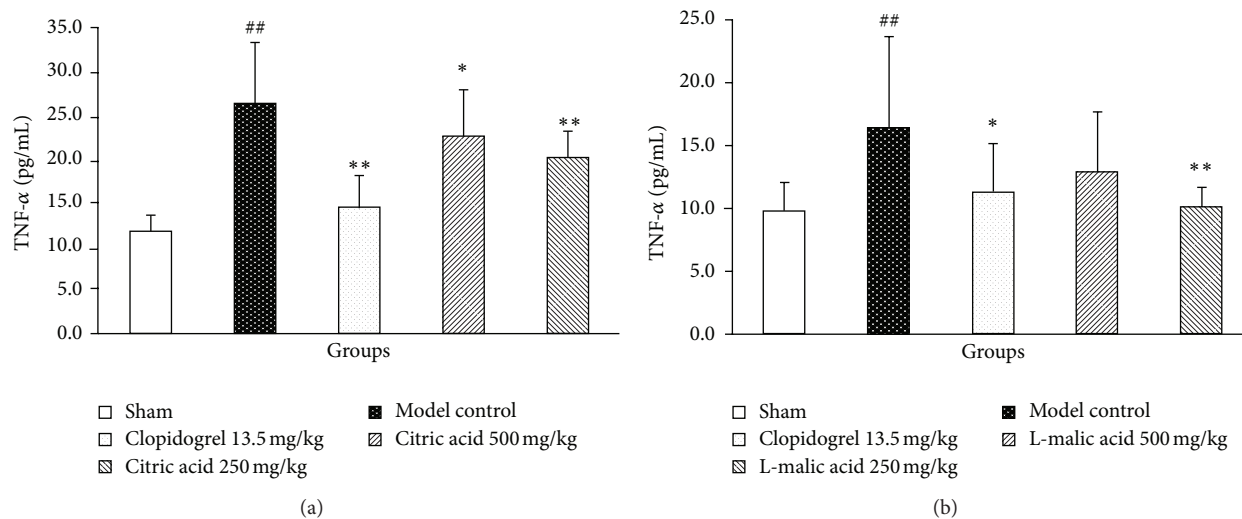 35.0
30.0
25.0
20.0
15.0
10.0
5.0
0.0
TNF-α (pg/mL)
##
**
*
**
Groups
Sham
Model control
Clopidogrel 13.5 mg/kg
Citric acid 500 mg/kg
Citric acid 250 mg/kg
(a)
25.0
20.0
15.0
10.0
5.0
0.0
TNF-α (pg/mL)
##
*
**
Groups
Sham
Model control
Clopidogrel 13.5 mg/kg
L-malic acid 500 mg/kg
L-malic acid 250 mg/kg
(b)